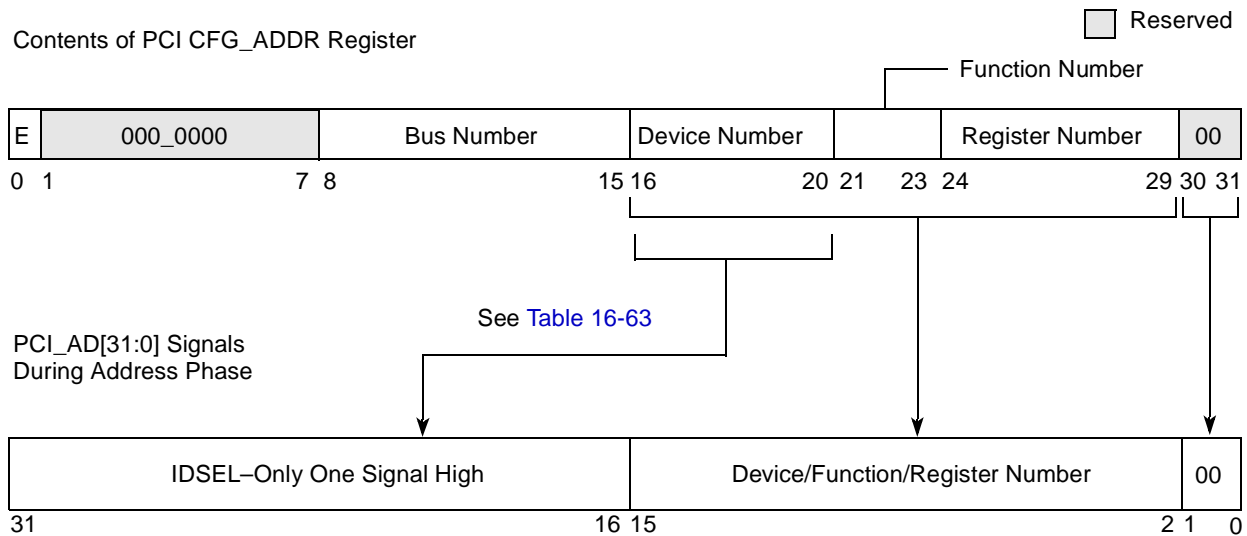 Reserved
Contents of PCI CFG_ADDR Register
Function Number
E 000_0000 Bus Number Device Number Register Number 00
0 1 7 8 15 16 20 21 23 24 29 30 31
See Table 16-63
PCI_AD[31:0] Signals
During Address Phase
IDSEL–Only One Signal High Device/Function/Register Number 00
31 16 15 2 1 0